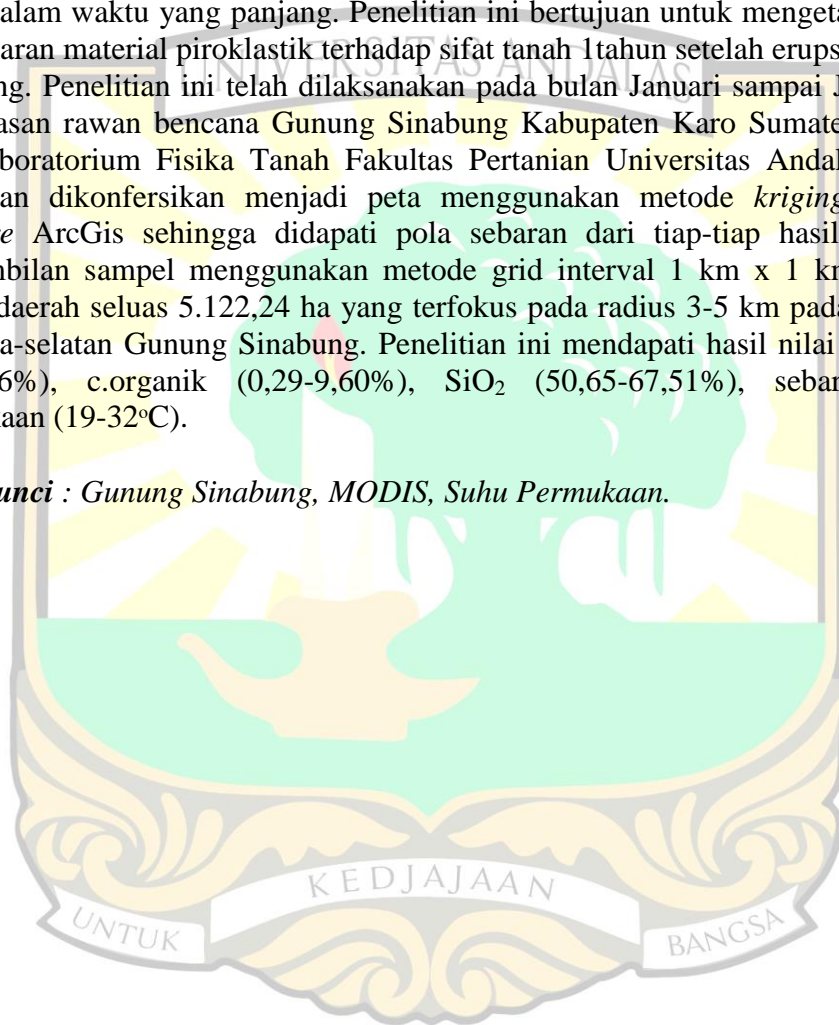 alam waktu yang panjang. Penelitian ini bertujuan untuk mengeta
aran material piroklastik terhadap sifat tanah 1tahun setelah erups
ng. Penelitian ini telah dilaksanakan pada bulan Januari sampai J
asan rawan bencana Gunung Sinabung Kabupaten Karo Sumate
boratorium Fisika Tanah Fakultas Pertanian Universitas Andal
an dikonfersikan menjadi peta menggunakan metode kriging
re ArcGis sehingga didapati pola sebaran dari tiap-tiap hasil
mbilan sampel menggunakan metode grid interval 1 km x 1 km
daerah seluas 5.122,24 ha yang terfokus pada radius 3-5 km pada
a-selatan Gunung Sinabung. Penelitian ini mendapati hasil nilai
6%), c.organik (0,29-9,60%), SiO₂ (50,65-67,51%), sebar
kaan (19-32°C).
unci : Gunung Sinabung, MODIS, Suhu Permukaan.
UNIVERSITAS ANDALAS
UNTUK KEDJAJAAN BANGSA